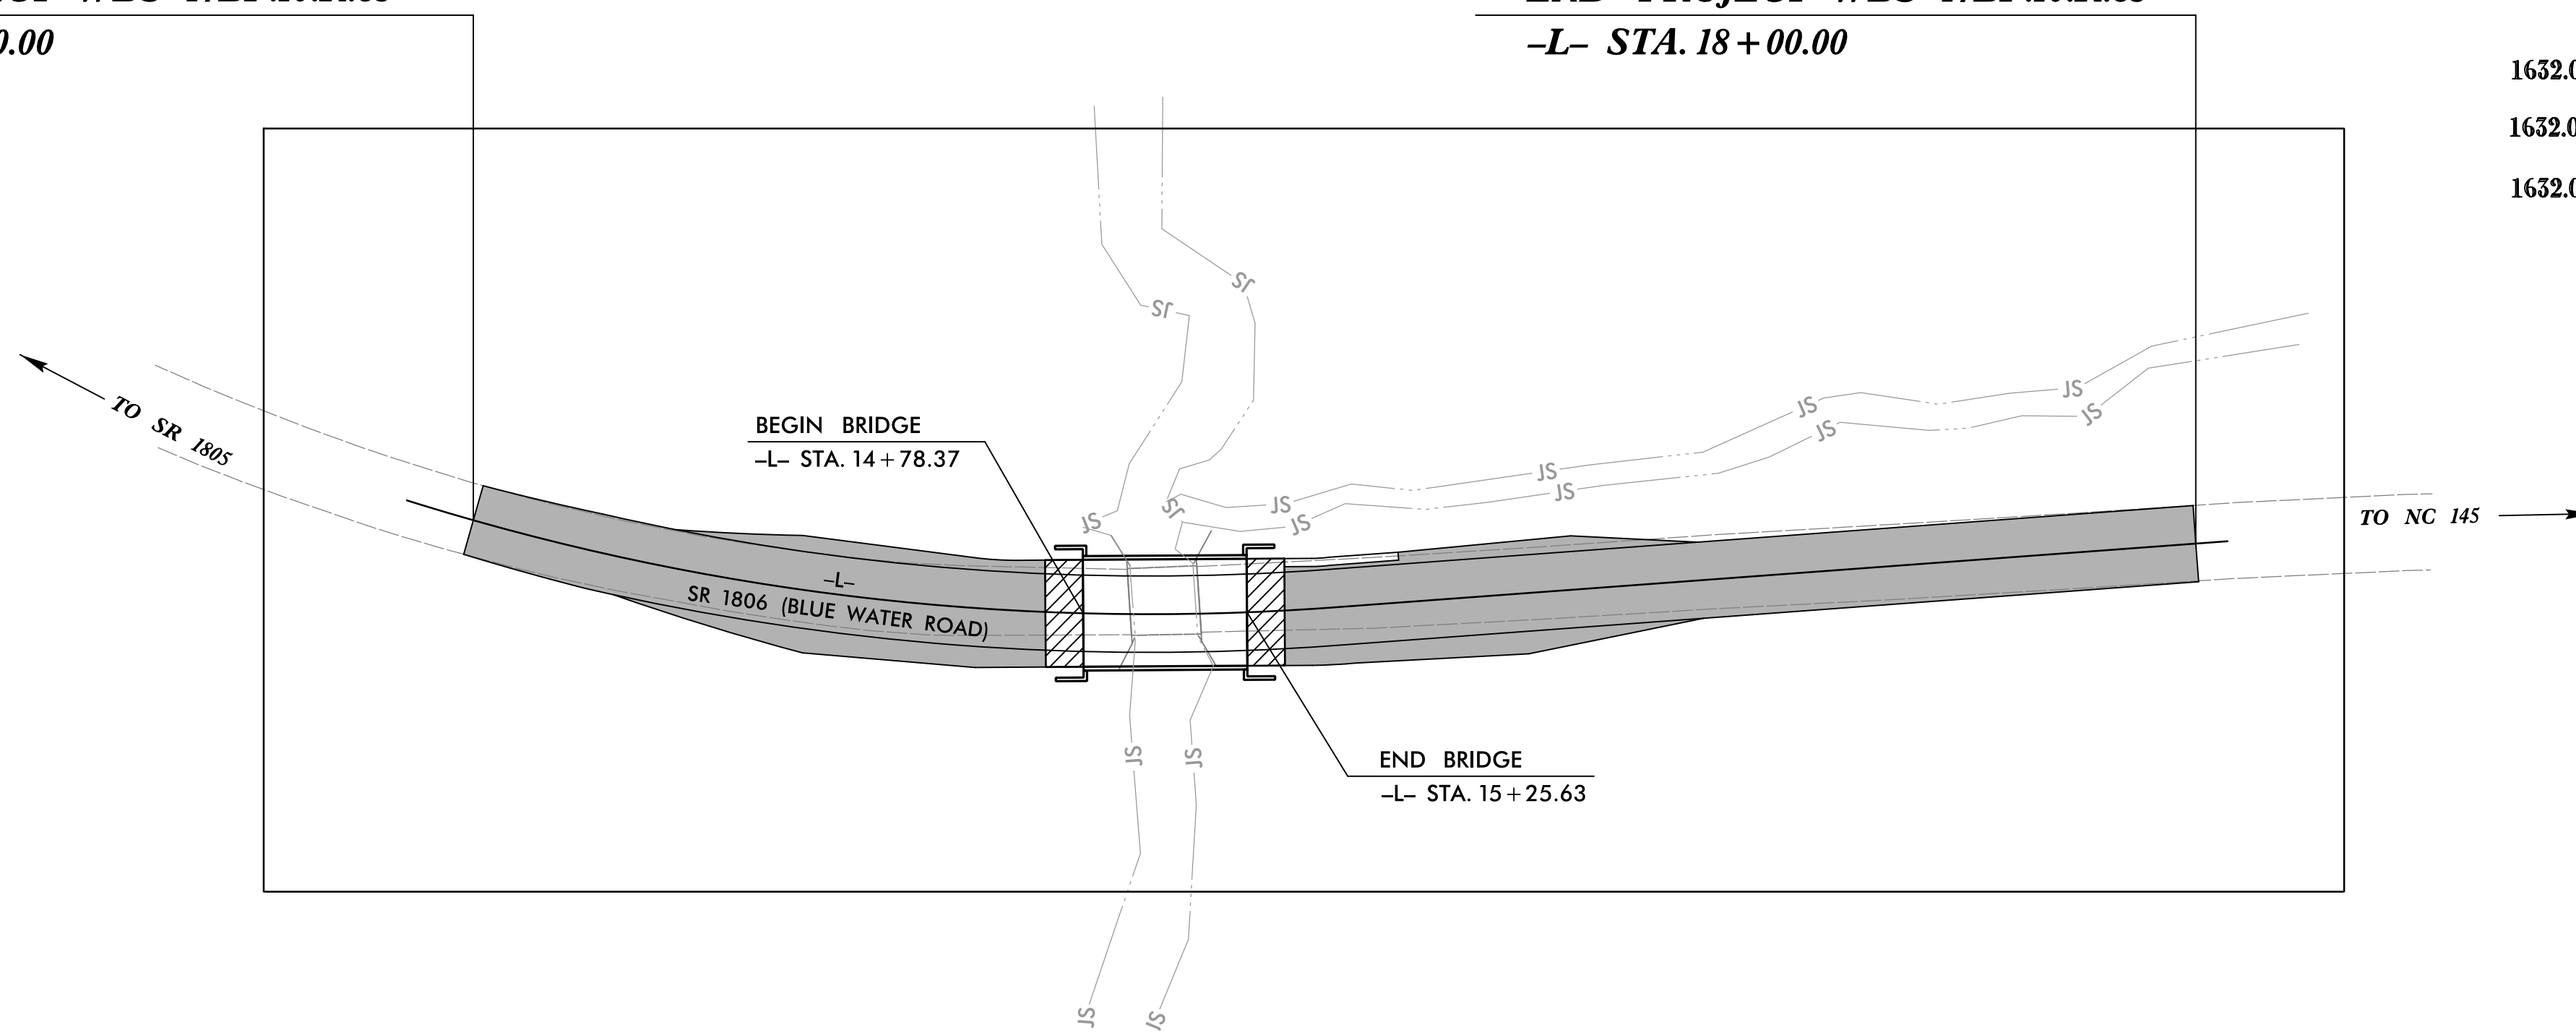 0.00
–L– STA. 18+00.00
1632.0
1632.0
1632.0
JS
JS
TO SR 1805
BEGIN BRIDGE
–L– STA. 14+78.37
JS
JS
JS
JS
JS
JS
JS
JS
JS
JS
JS
JS
TO NC 145
–L–
SR 1806 (BLUE WATER ROAD)
JS
JS
END BRIDGE
–L– STA. 15+25.63
JS
JS